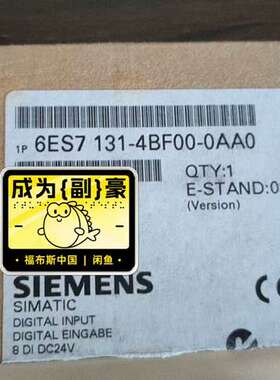 1P 6ES7 131-4BF00-0AA0
QTY:1
E-STAND:0
(Version)
成为{副}豪
福布斯中国 | 闲鱼
SIEMENS
SIMATIC
DIGITAL INPUT
DIGITAL EINGABE
8 DI DC24V